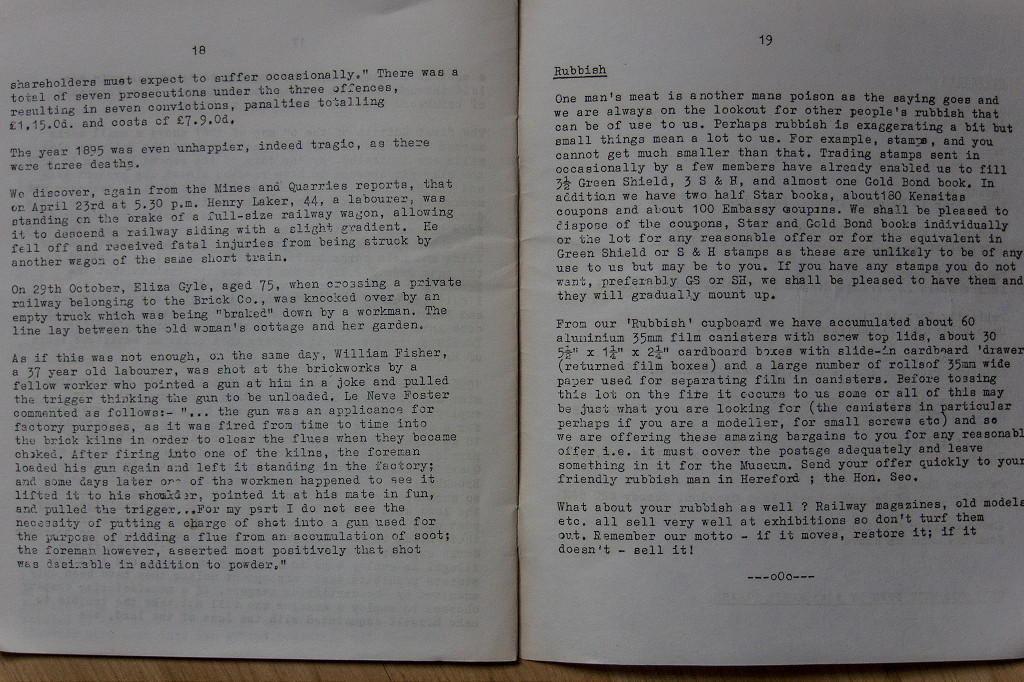 18
shareholders must expect to suffer occasionally." There was a
total of seven prosecutions under the three offences,
resulting in seven convictions, penalties totalling
£1.15.0d. and costs of £7.9.0d.
The year 1895 was even unhappier, indeed tragic, as there
were three deaths.
We discover, again from the Mines and Quarries reports, that
on April 23rd at 5.30 p.m. Henry Laker, 44, a labourer, was
standing on the brake of a full-size railway wagon, allowing
it to descend a railway siding with a slight gradient. He
fell off and received fatal injuries from being struck by
another wagon of the same short train.
On 29th October, Eliza Gyle, aged 75, when crossing a private
railway belonging to the Brick Co., was knocked over by an
empty truck which was being "braked" down by a workman. The
line lay between the old woman's cottage and her garden.
As if this was not enough, on the same day, William Fisher,
a 37 year old labourer, was shot at the brickworks by a
fellow worker who pointed a gun at him in a joke and pulled
the trigger thinking the gun to be unloaded. Le Neve Foster
commented as follows:- "... the gun was an applicance for
factory purposes, as it was fired from time to time into
the brick kilns in order to clear the flues when they became
choked. After firing into one of the kilns, the foreman
loaded his gun again and left it standing in the factory;
and some days later one of the workmen happened to see it
lifted it to his shoulder, pointed it at his mate in fun,
and pulled the trigger...For my part I do not see the
necessity of putting a charge of shot into a gun used for
the purpose of ridding a flue from an accumulation of soot;
the foreman however, asserted most positively that shot
was desirable in addition to powder."
19
Rubbish
One man's meat is another mans poison as the saying goes and
we are always on the lookout for other people's rubbish that
can be of use to us. Perhaps rubbish is exaggerating a bit but
small things mean a lot to us. For example, stamps, and you
cannot get much smaller than that. Trading stamps sent in
occasionally by a few members have already enabled us to fill
3½ Green Shield, 3 S & H, and almost one Gold Bond book. In
addition we have two half Star books, about180 Kensitas
coupons and about 100 Embassy coupins. We shall be pleased to
dispose of the coupons, Star and Gold Bond books individually
or the lot for any reasonable offer or for the equivalent in
Green Shield or S & H stamps as these are unlikely to be of any
use to us but may be to you. If you have any stamps you do not
want, preferably GS or SH, we shall be pleased to have them and
they will gradually mount up.
From our 'Rubbish' cupboard we have accumulated about 60
aluminium 35mm film canisters with screw top lids, about 30
5½" x 1¾" x 2¼" cardboard boxes with slide-in cardboard 'drawer
(returned film boxes) and a large number of rollsof 35mm wide
paper used for separating film in canisters. Before tossing
this lot on the fire it occurs to us some or all of this may
be just what you are looking for (the canisters in particular
perhaps if you are a modeller, for small screws etc) and so
we are offering these amazing bargains to you for any reasonabl
offer i.e. it must cover the postage adequately and leave
something in it for the Museum. Send your offer quickly to your
friendly rubbish man in Hereford ; the Hon. Sec.
What about your rubbish as well ? Railway magazines, old models
etc. all sell very well at exhibitions so don't turf them
out. Remember our motto - if it moves, restore it; if it
doesn't - sell it!
---oOo---